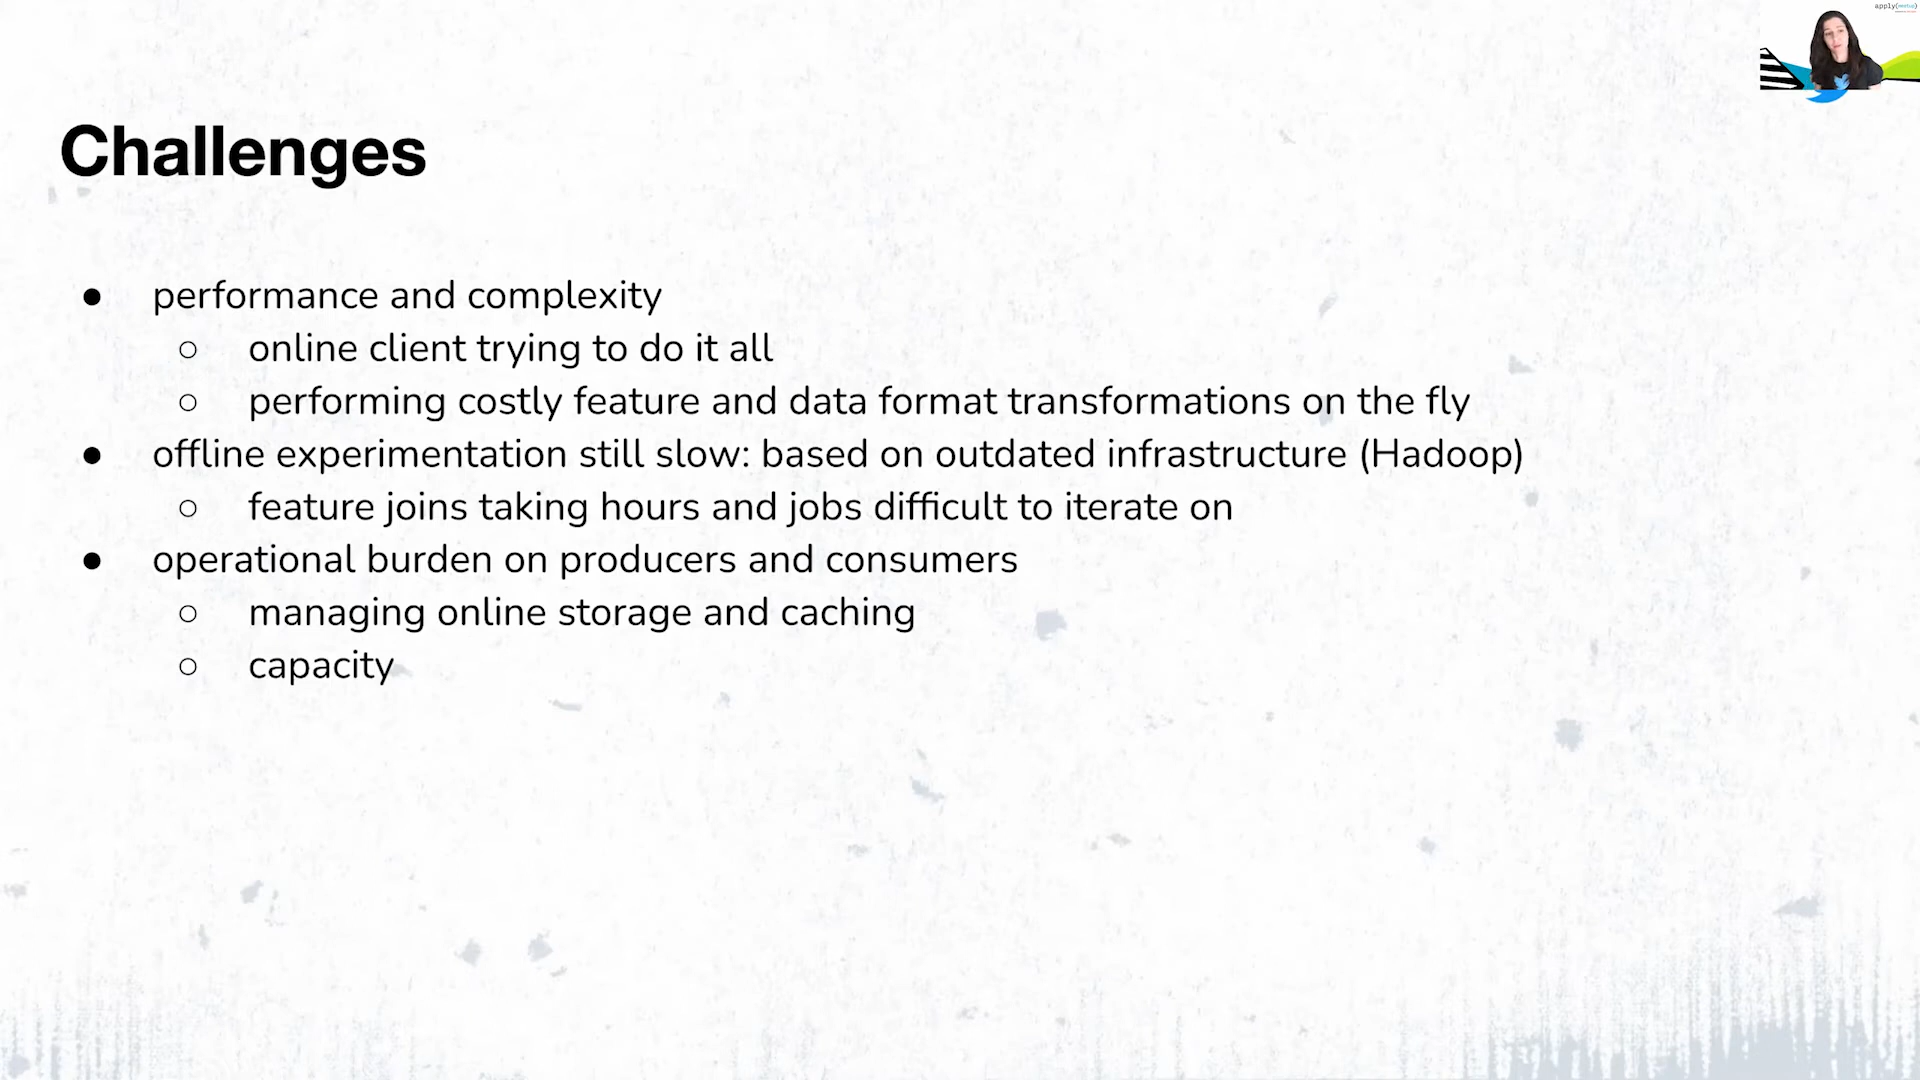 apply(meetup)
Challenges
● performance and complexity
○ online client trying to do it all
○ performing costly feature and data format transformations on the fly
● offline experimentation still slow: based on outdated infrastructure (Hadoop)
○ feature joins taking hours and jobs difficult to iterate on
● operational burden on producers and consumers
○ managing online storage and caching
○ capacity